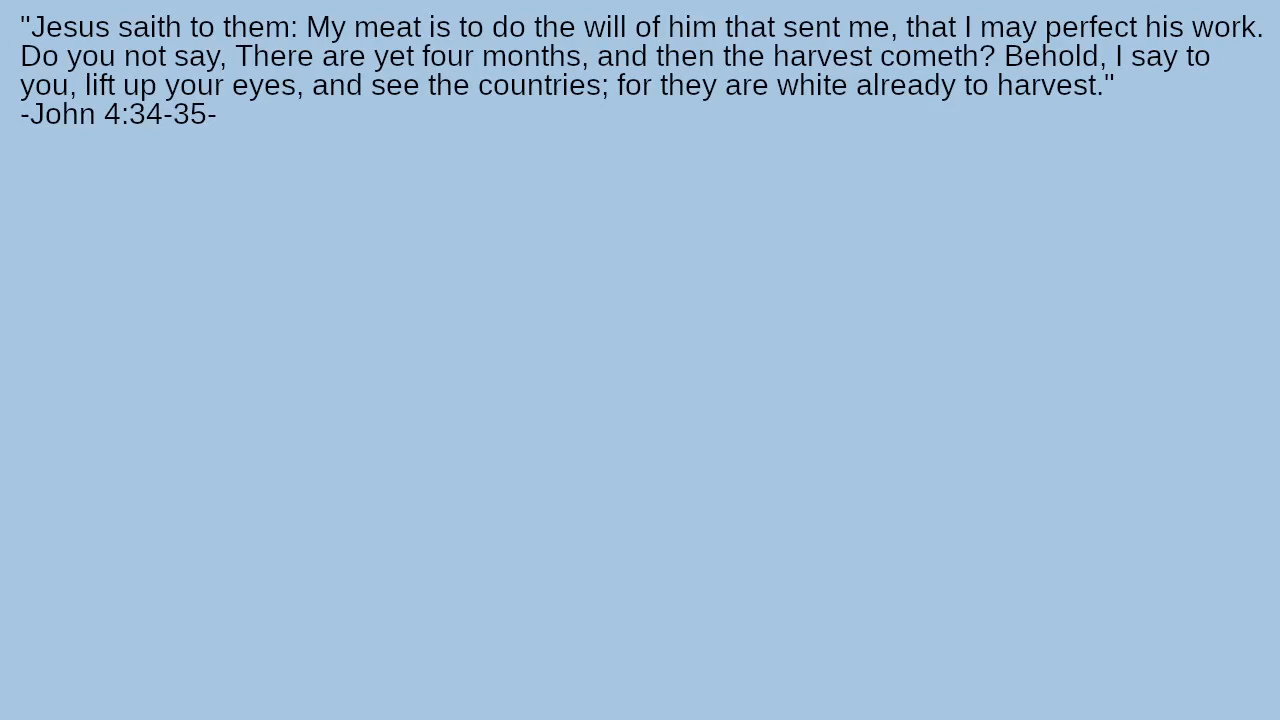 "Jesus saith to them: My meat is to do the will of him that sent me, that I may perfect his work.
Do you not say, There are yet four months, and then the harvest cometh? Behold, I say to
you, lift up your eyes, and see the countries; for they are white already to harvest."
-John 4:34-35-